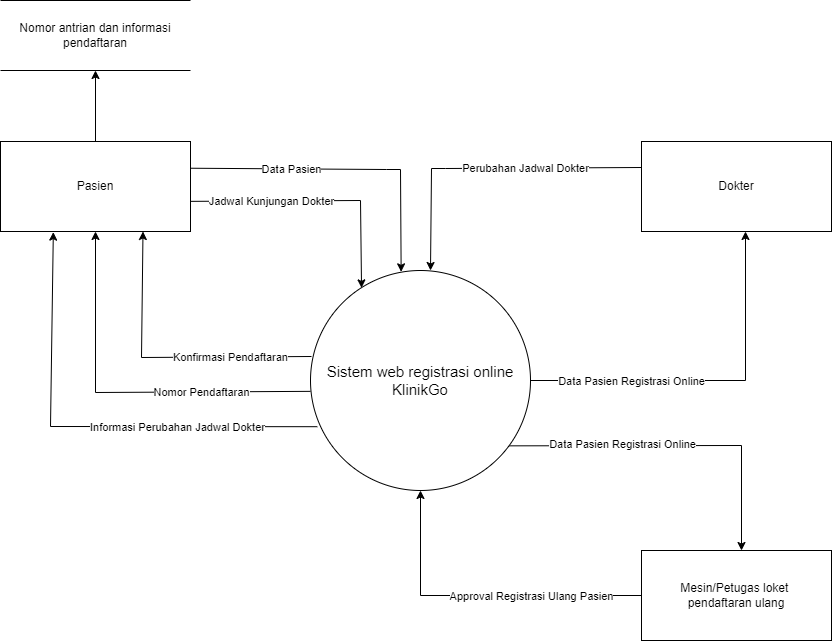 Nomor antrian dan informasi
pendaftaran
Pasien
Data Pasien
Jadwal Kunjungan Dokter
Perubahan Jadwal Dokter
Dokter
Sistem web registrasi online
KlinikGo
Konfirmasi Pendaftaran
Nomor Pendaftaran
Informasi Perubahan Jadwal Dokter
Data Pasien Registrasi Online
Data Pasien Registrasi Online
Approval Registrasi Ulang Pasien
Mesin/Petugas loket
pendaftaran ulang